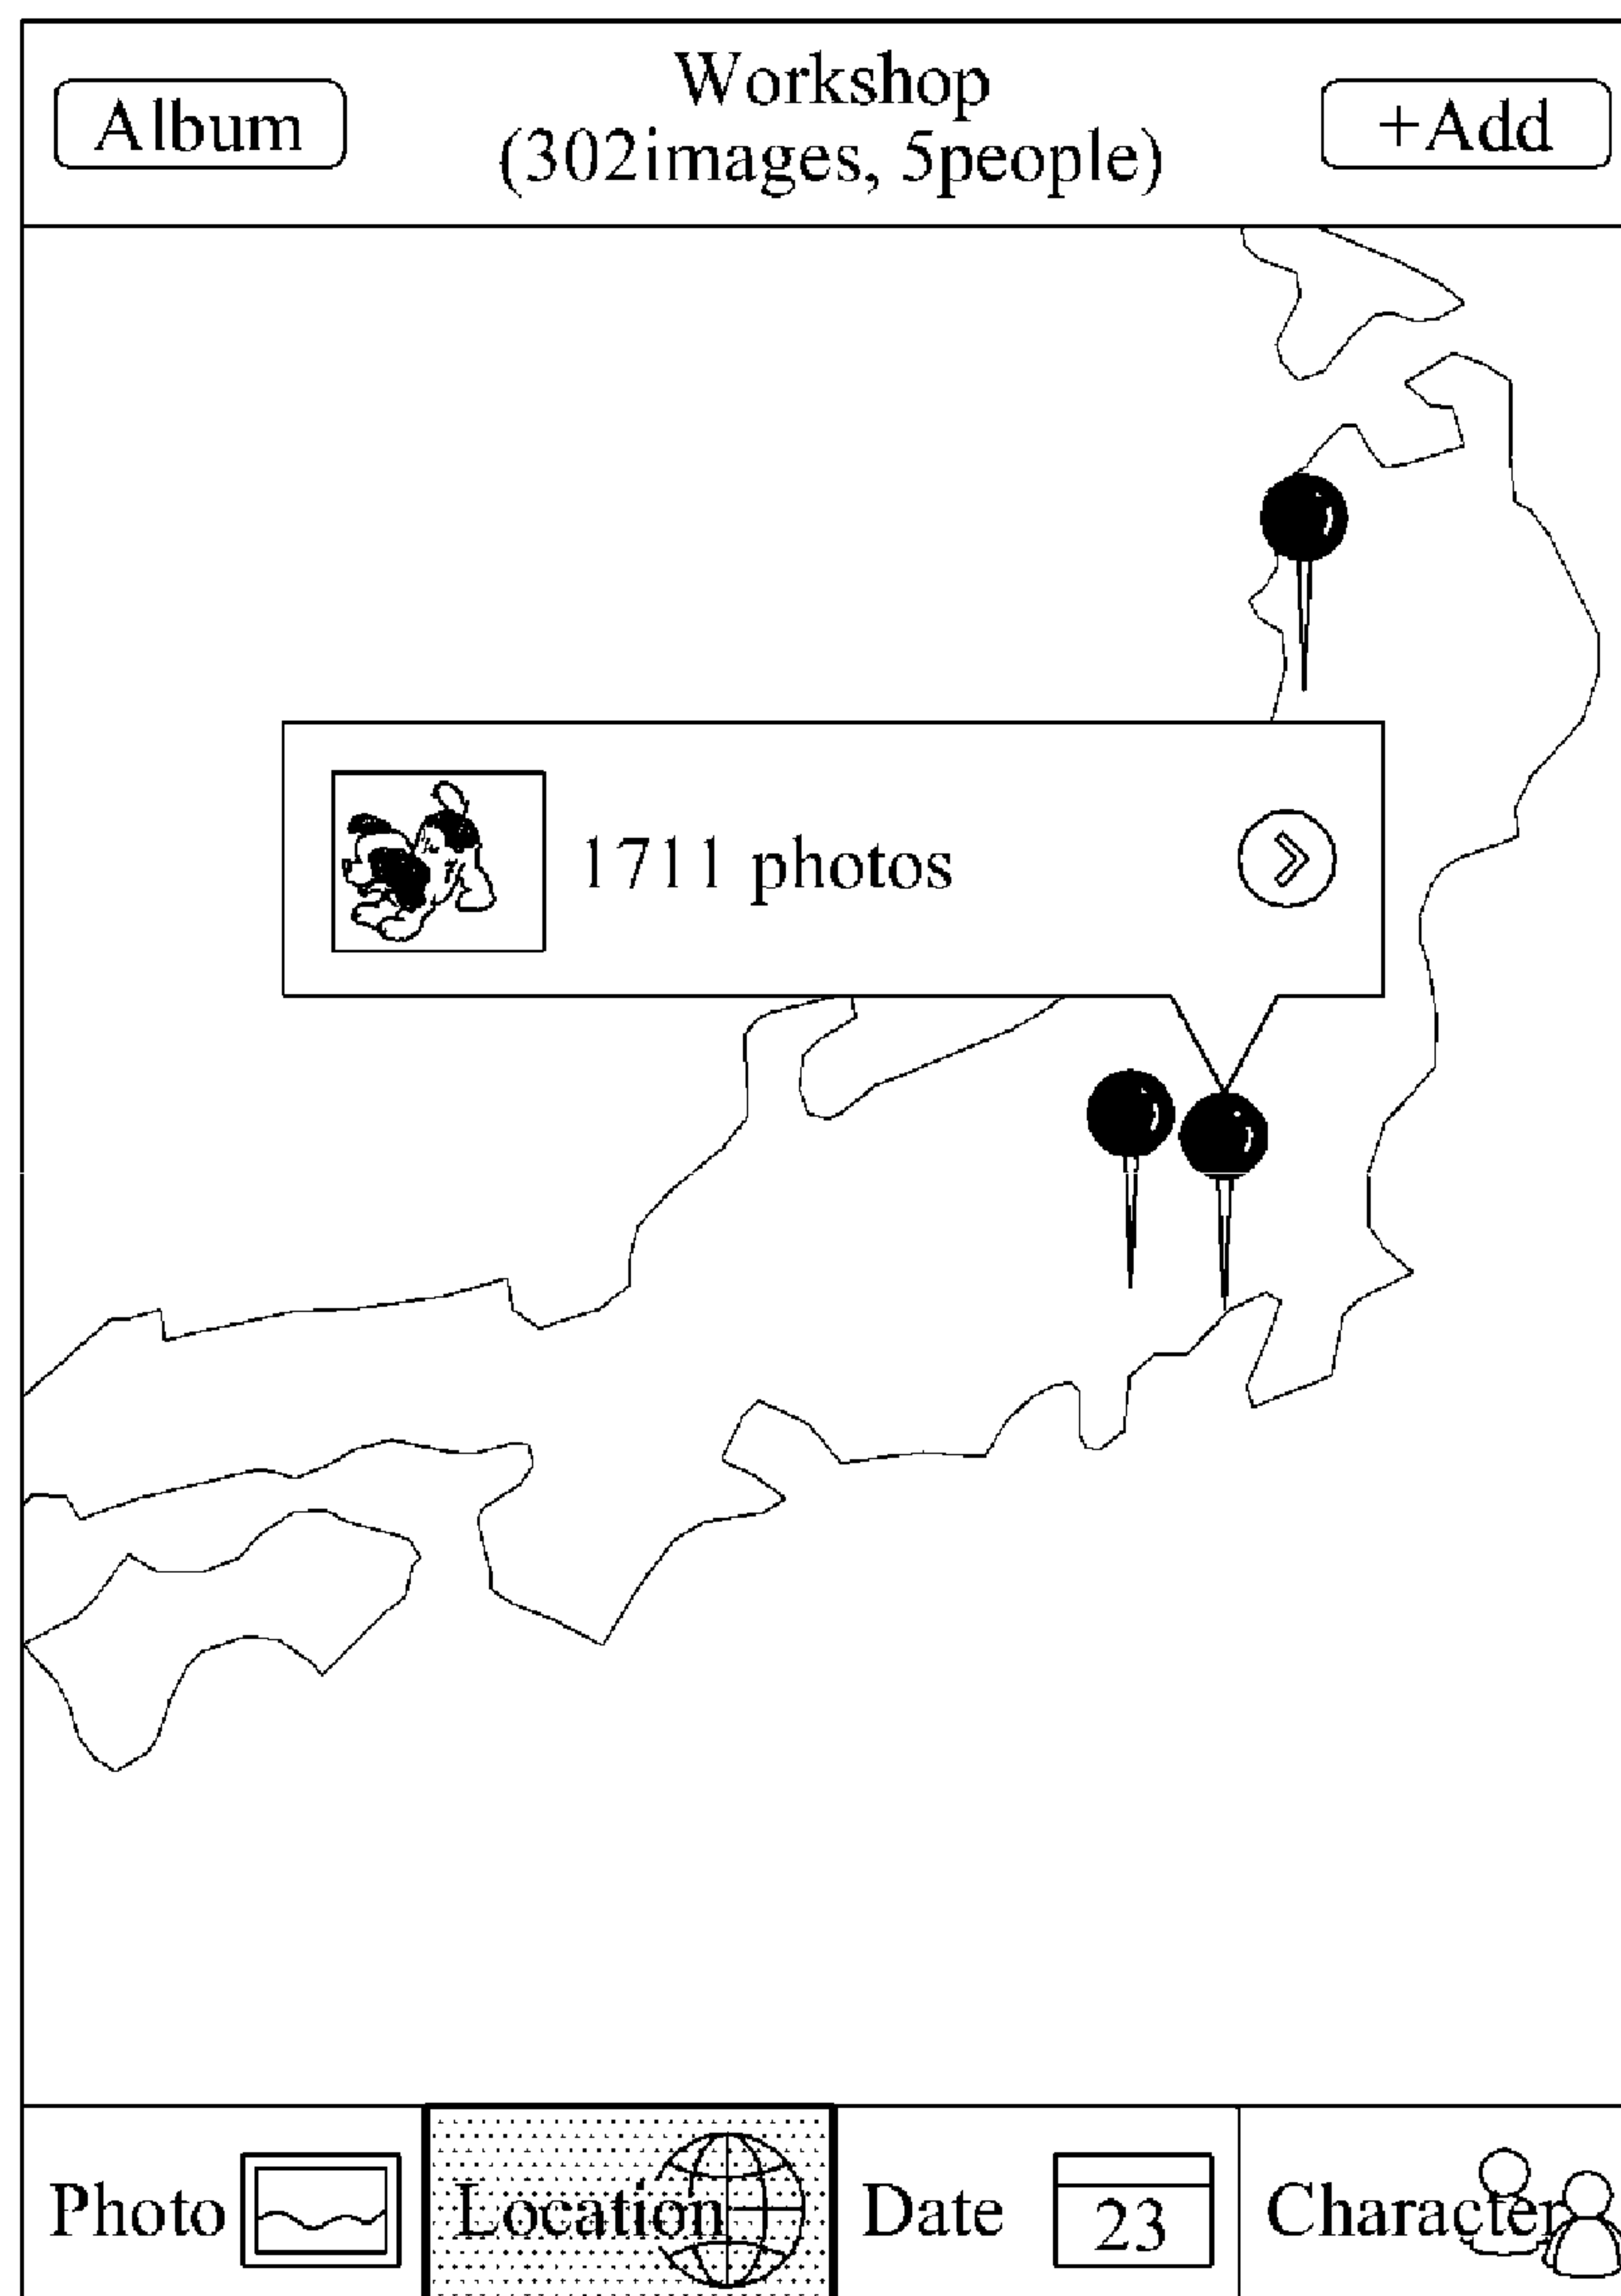 Album
Workshop
(302images, 5people)
+Add
1711 photos
Photo
Location
Date
23
Character